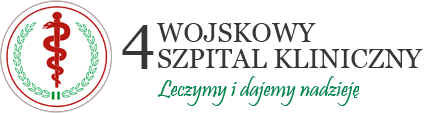 4 WOJSKOWY
SZPITAL KLINICZNY
Leczymy i dajemy nadzieję